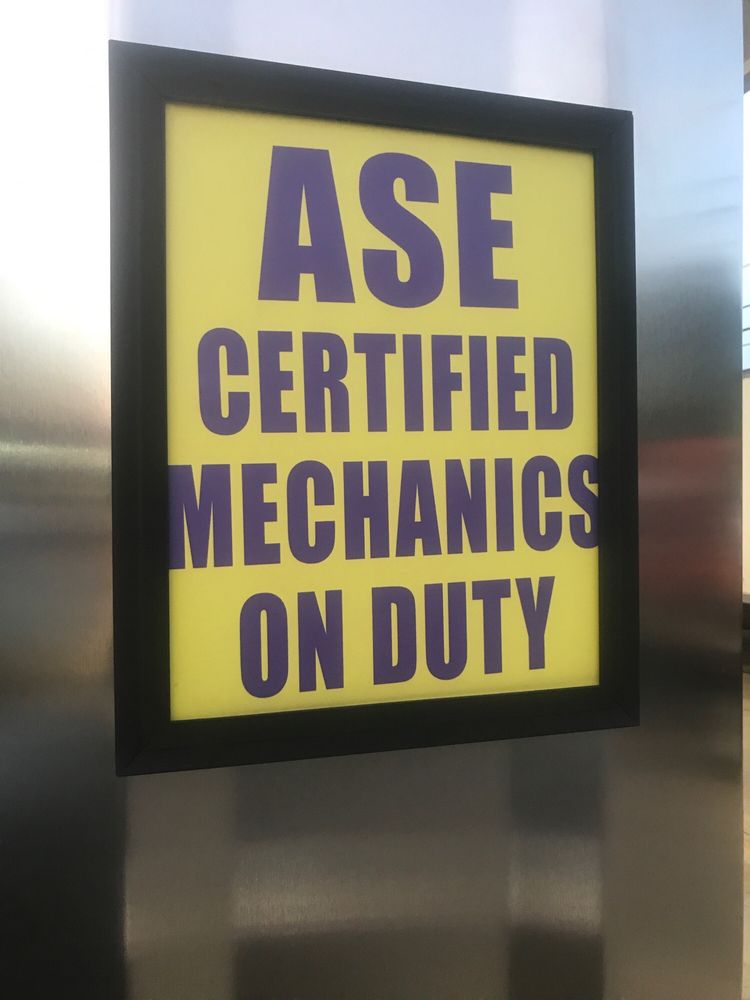 ASE
CERTIFIED
MECHANICS
ON DUTY